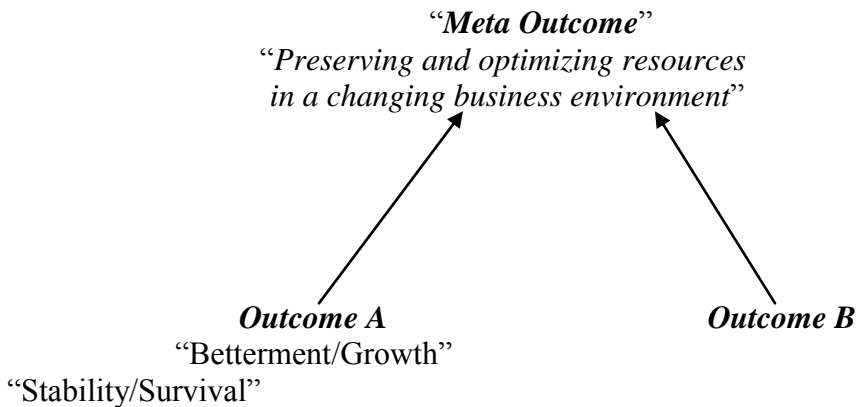 “Meta Outcome”
“Preserving and optimizing resources
in a changing business environment”
Outcome A Outcome B
“Betterment/Growth”
“Stability/Survival”